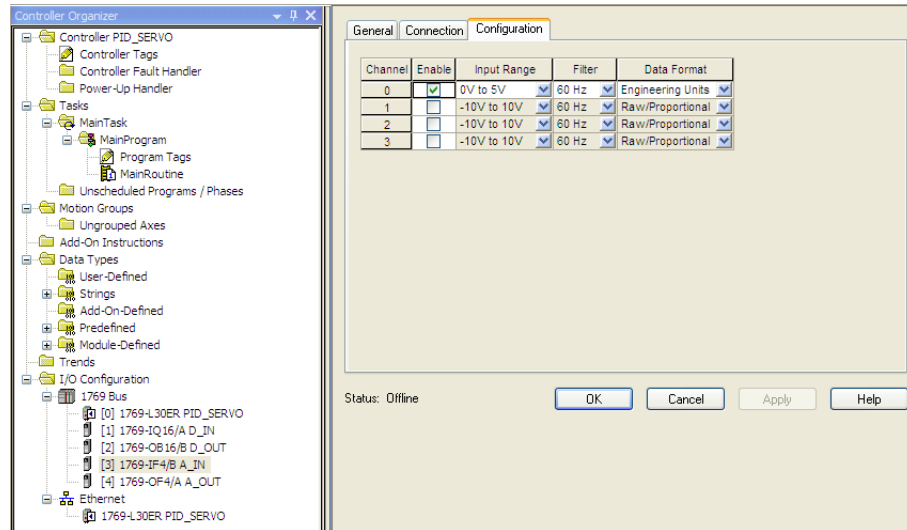 Controller Organizer
Controller PID_SERVO
Controller Tags
Controller Fault Handler
Power-Up Handler
Tasks
MainTask
MainProgram
Program Tags
MainRoutine
Unscheduled Programs / Phases
Motion Groups
Ungrouped Axes
Add-On Instructions
Data Types
User-Defined
Strings
Add-On-Defined
Predefined
Module-Defined
Trends
I/O Configuration
1769 Bus
[0] 1769-L30ER PID_SERVO
[1] 1769-IQ16/A D_IN
[2] 1769-OB16/B D_OUT
[3] 1769-IF4/B A_IN
[4] 1769-OF4/A A_OUT
Ethernet
1769-L30ER PID_SERVO
General Connection Configuration
Channel Enable Input Range Filter Data Format
0 0V to 5V 60 Hz Engineering Units
1 -10V to 10V 60 Hz Raw/Proportional
2 -10V to 10V 60 Hz Raw/Proportional
3 -10V to 10V 60 Hz Raw/Proportional
Status: Offline OK Cancel Apply Help